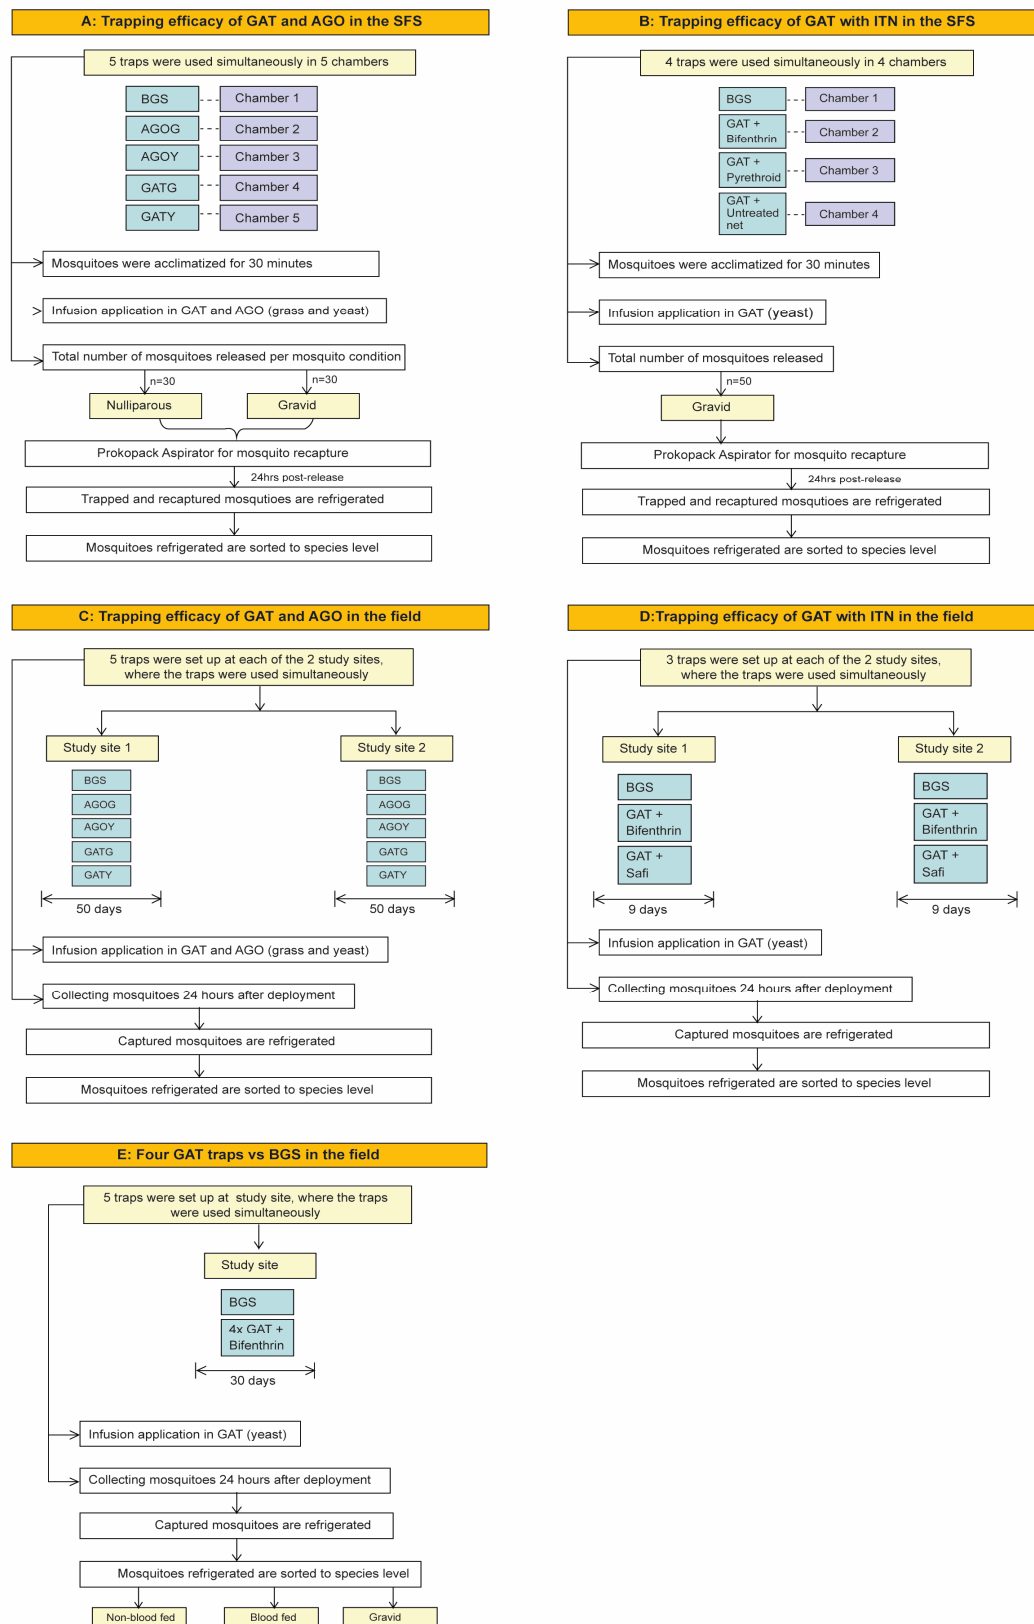 A: Trapping efficacy of GAT and AGO in the SFS
5 traps were used simultaneously in 5 chambers
BGS
Chamber 1
AGOG
Chamber 2
AGOY
Chamber 3
GATG
Chamber 4
GATY
Chamber 5
Mosquitoes were acclimatized for 30 minutes
Infusion application in GAT and AGO (grass and yeast)
Total number of mosquitoes released per mosquito condition
n=30
n=30
Nulliparous
Gravid
Prokopack Aspirator for mosquito recapture
24hrs post-release
Trapped and recaptured mosqutioes are refrigerated
Mosquitoes refrigerated are sorted to species level
B: Trapping efficacy of GAT with ITN in the SFS
4 traps were used simultaneously in 4 chambers
BGS
Chamber 1
GAT +
Bifenthrin
Chamber 2
GAT +
Pyrethroid
Chamber 3
GAT +
Untreated
net
Chamber 4
Mosquitoes were acclimatized for 30 minutes
Infusion application in GAT (yeast)
Total number of mosquitoes released
n=50
Gravid
Prokopack Aspirator for mosquito recapture
24hrs post-release
Trapped and recaptured mosqutioes are refrigerated
Mosquitoes refrigerated are sorted to species level
C: Trapping efficacy of GAT and AGO in the field
5 traps were set up at each of the 2 study sites,
where the traps were used simultaneously
Study site 1
Study site 2
BGS
AGOG
AGOY
GATG
GATY
50 days
BGS
AGOG
AGOY
GATG
GATY
50 days
Infusion application in GAT and AGO (grass and yeast)
Collecting mosquitoes 24 hours after deployment
Captured mosquitoes are refrigerated
Mosquitoes refrigerated are sorted to species level
D:Trapping efficacy of GAT with ITN in the field
3 traps were set up at each of the 2 study sites,
where the traps were used simultaneously
Study site 1
Study site 2
BGS
GAT +
Bifenthrin
GAT +
Safi
9 days
BGS
GAT +
Bifenthrin
GAT +
Safi
9 days
Infusion application in GAT (yeast)
Collecting mosquitoes 24 hours after deployment
Captured mosquitoes are refrigerated
Mosquitoes refrigerated are sorted to species level
E: Four GAT traps vs BGS in the field
5 traps were set up at study site, where the traps
were used simultaneously
Study site
BGS
4x GAT +
Bifenthrin
30 days
Infusion application in GAT (yeast)
Collecting mosquitoes 24 hours after deployment
Captured mosquitoes are refrigerated
Mosquitoes refrigerated are sorted to species level
Non-blood fed
Blood fed
Gravid